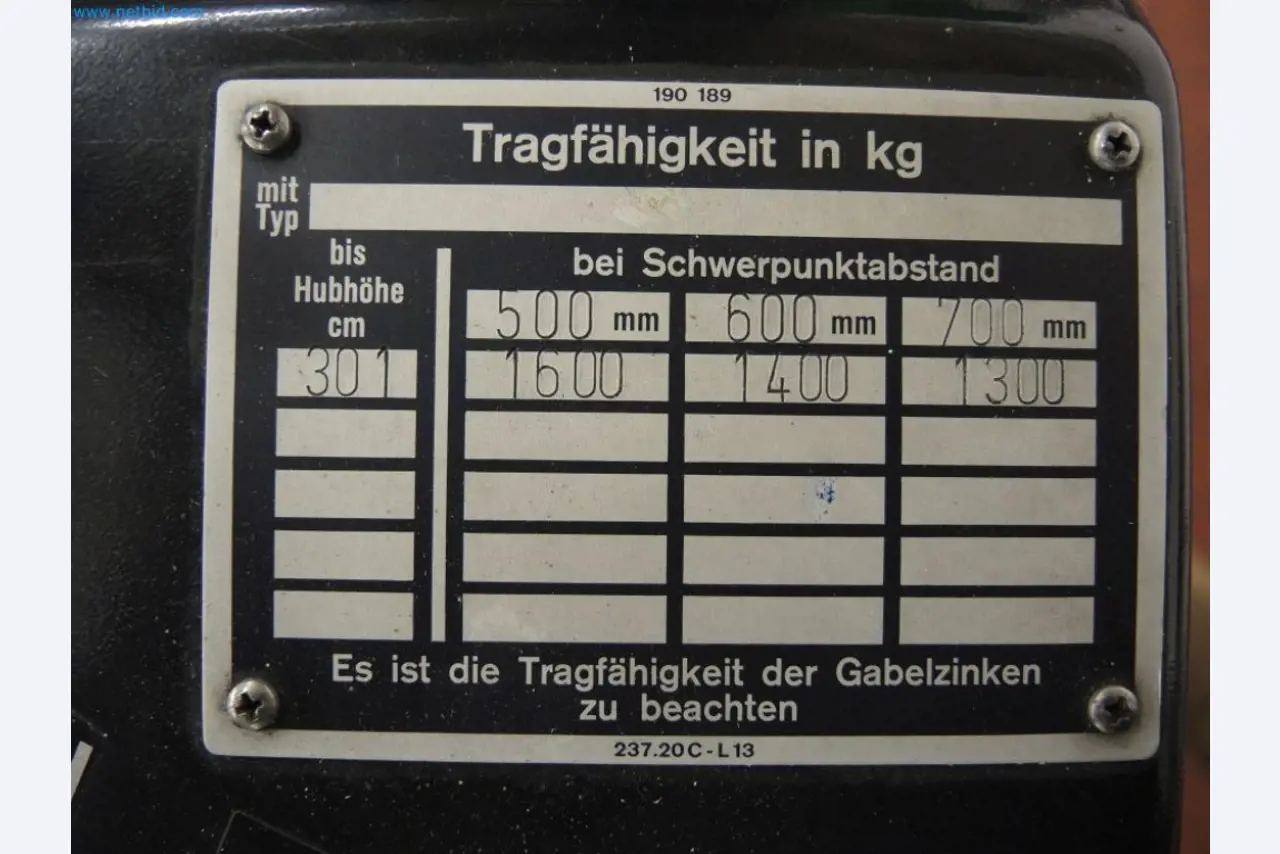 www.netbid.com
190 189
Tragfähigkeit in kg
mit
Typ
bis
Hubhöhe
cm
bei Schwerpunktabstand
500 mm 600 mm 700 mm
301 1600 1400 1300
Es ist die Tragfähigkeit der Gabelzinken
zu beachten
237.20C-L13